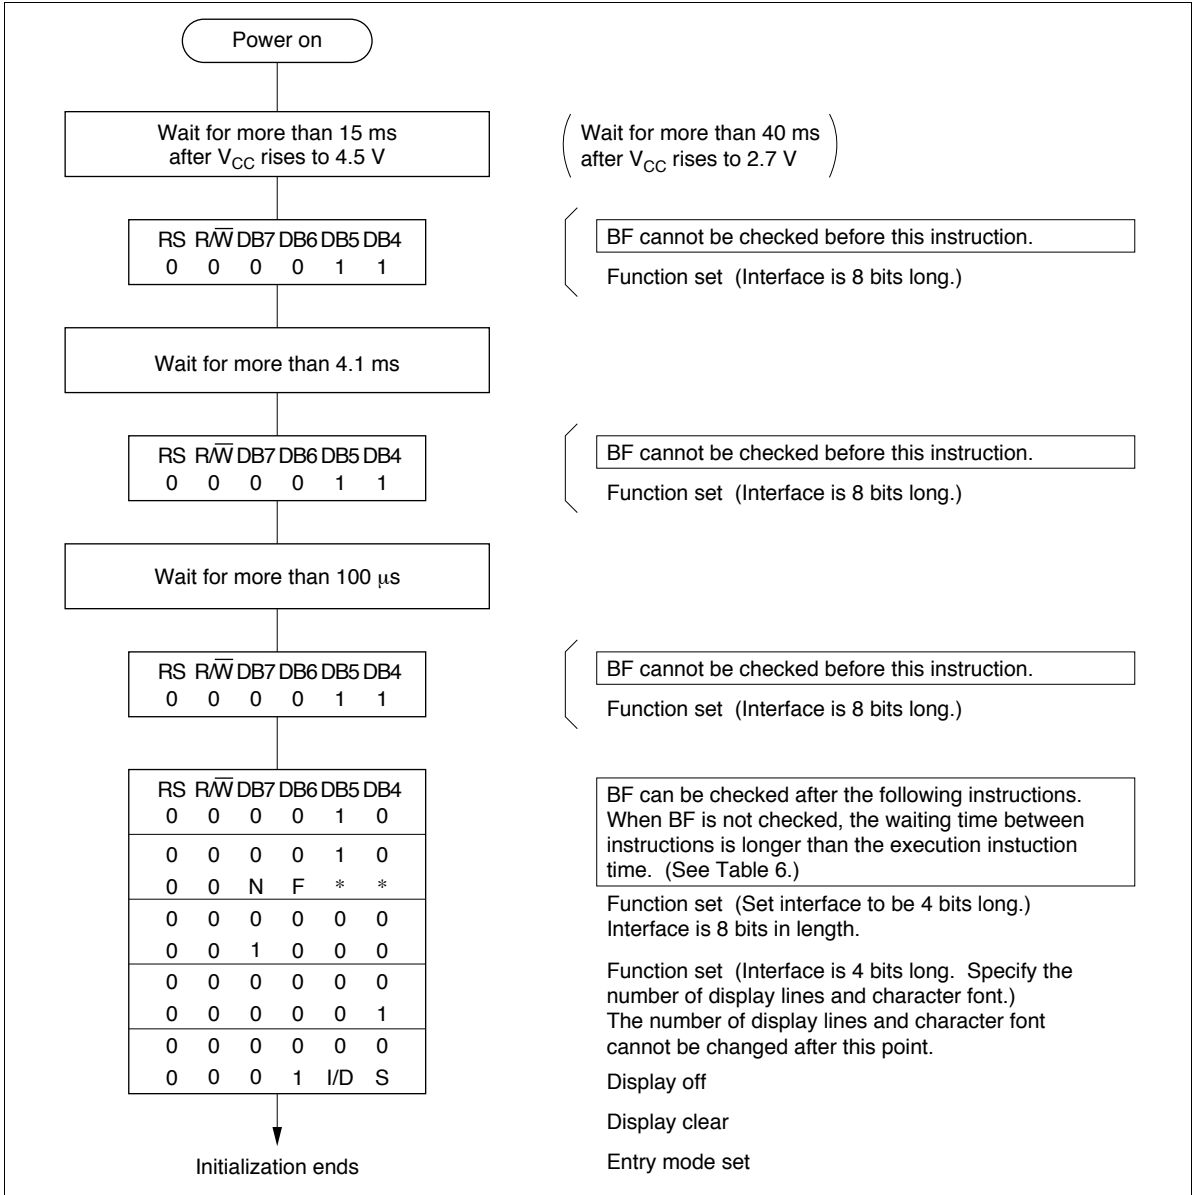 Power on
Wait for more than 15 ms
after VCC rises to 4.5 V
Wait for more than 40 ms
after VCC rises to 2.7 V
RS R/W̅ DB7 DB6 DB5 DB4
0 0 0 0 1 1
BF cannot be checked before this instruction.
Function set (Interface is 8 bits long.)
Wait for more than 4.1 ms
RS R/W̅ DB7 DB6 DB5 DB4
0 0 0 0 1 1
BF cannot be checked before this instruction.
Function set (Interface is 8 bits long.)
Wait for more than 100 μs
RS R/W̅ DB7 DB6 DB5 DB4
0 0 0 0 1 1
BF cannot be checked before this instruction.
Function set (Interface is 8 bits long.)
RS R/W̅ DB7 DB6 DB5 DB4
0 0 0 0 1 0
0 0 0 0 1 0
0 0 N F * *
0 0 0 0 0 0
0 0 1 0 0 0
0 0 0 0 0 0
0 0 0 0 0 1
0 0 0 0 0 0
0 0 0 1 I/D S
BF can be checked after the following instructions.
When BF is not checked, the waiting time between
instructions is longer than the execution instuction
time. (See Table 6.)
Function set (Set interface to be 4 bits long.)
Interface is 8 bits in length.
Function set (Interface is 4 bits long. Specify the
number of display lines and character font.)
The number of display lines and character font
cannot be changed after this point.
Display off
Display clear
Entry mode set
Initialization ends